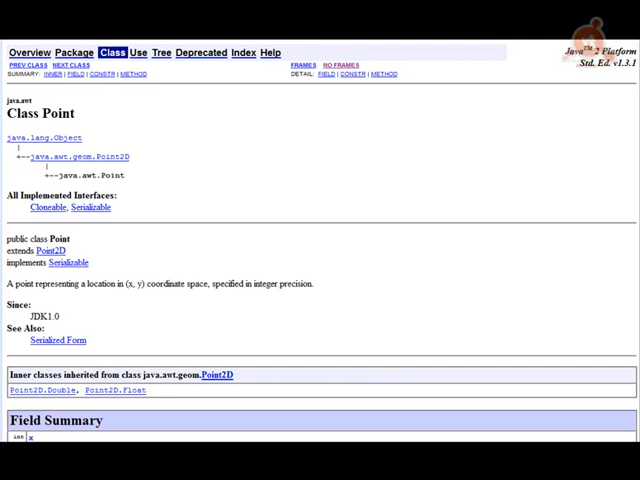 Overview Package Class Use Tree Deprecated Index Help
Java™ 2 Platform
Std. Ed. v1.3.1
PREV CLASS NEXT CLASS
FRAMES NO FRAMES
SUMMARY: INNER | FIELD | CONSTR | METHOD
DETAIL: FIELD | CONSTR | METHOD
java.awt
Class Point
java.lang.Object
|
+--java.awt.geom.Point2D
|
+--java.awt.Point
All Implemented Interfaces:
Cloneable, Serializable
public class Point
extends Point2D
implements Serializable
A point representing a location in (x, y) coordinate space, specified in integer precision.
Since:
JDK1.0
See Also:
Serialized Form
Inner classes inherited from class java.awt.geom.Point2D
Point2D.Double, Point2D.Float
Field Summary
int x